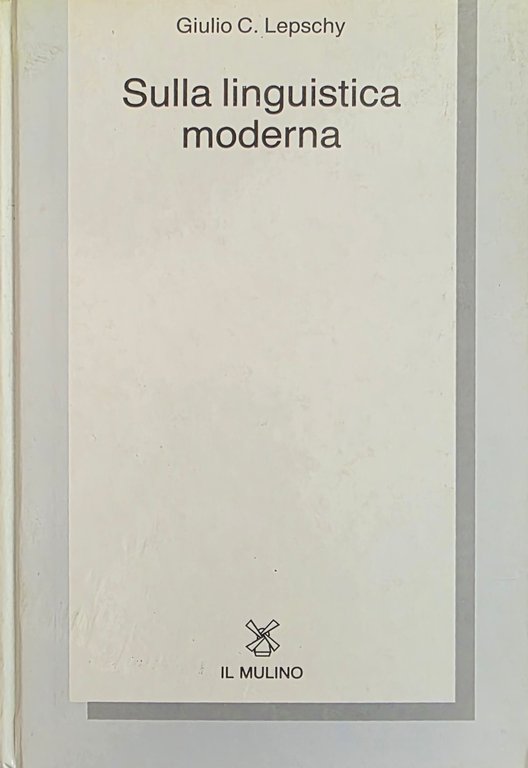 Giulio C. Lepschy
Sulla linguistica
moderna
IL MULINO